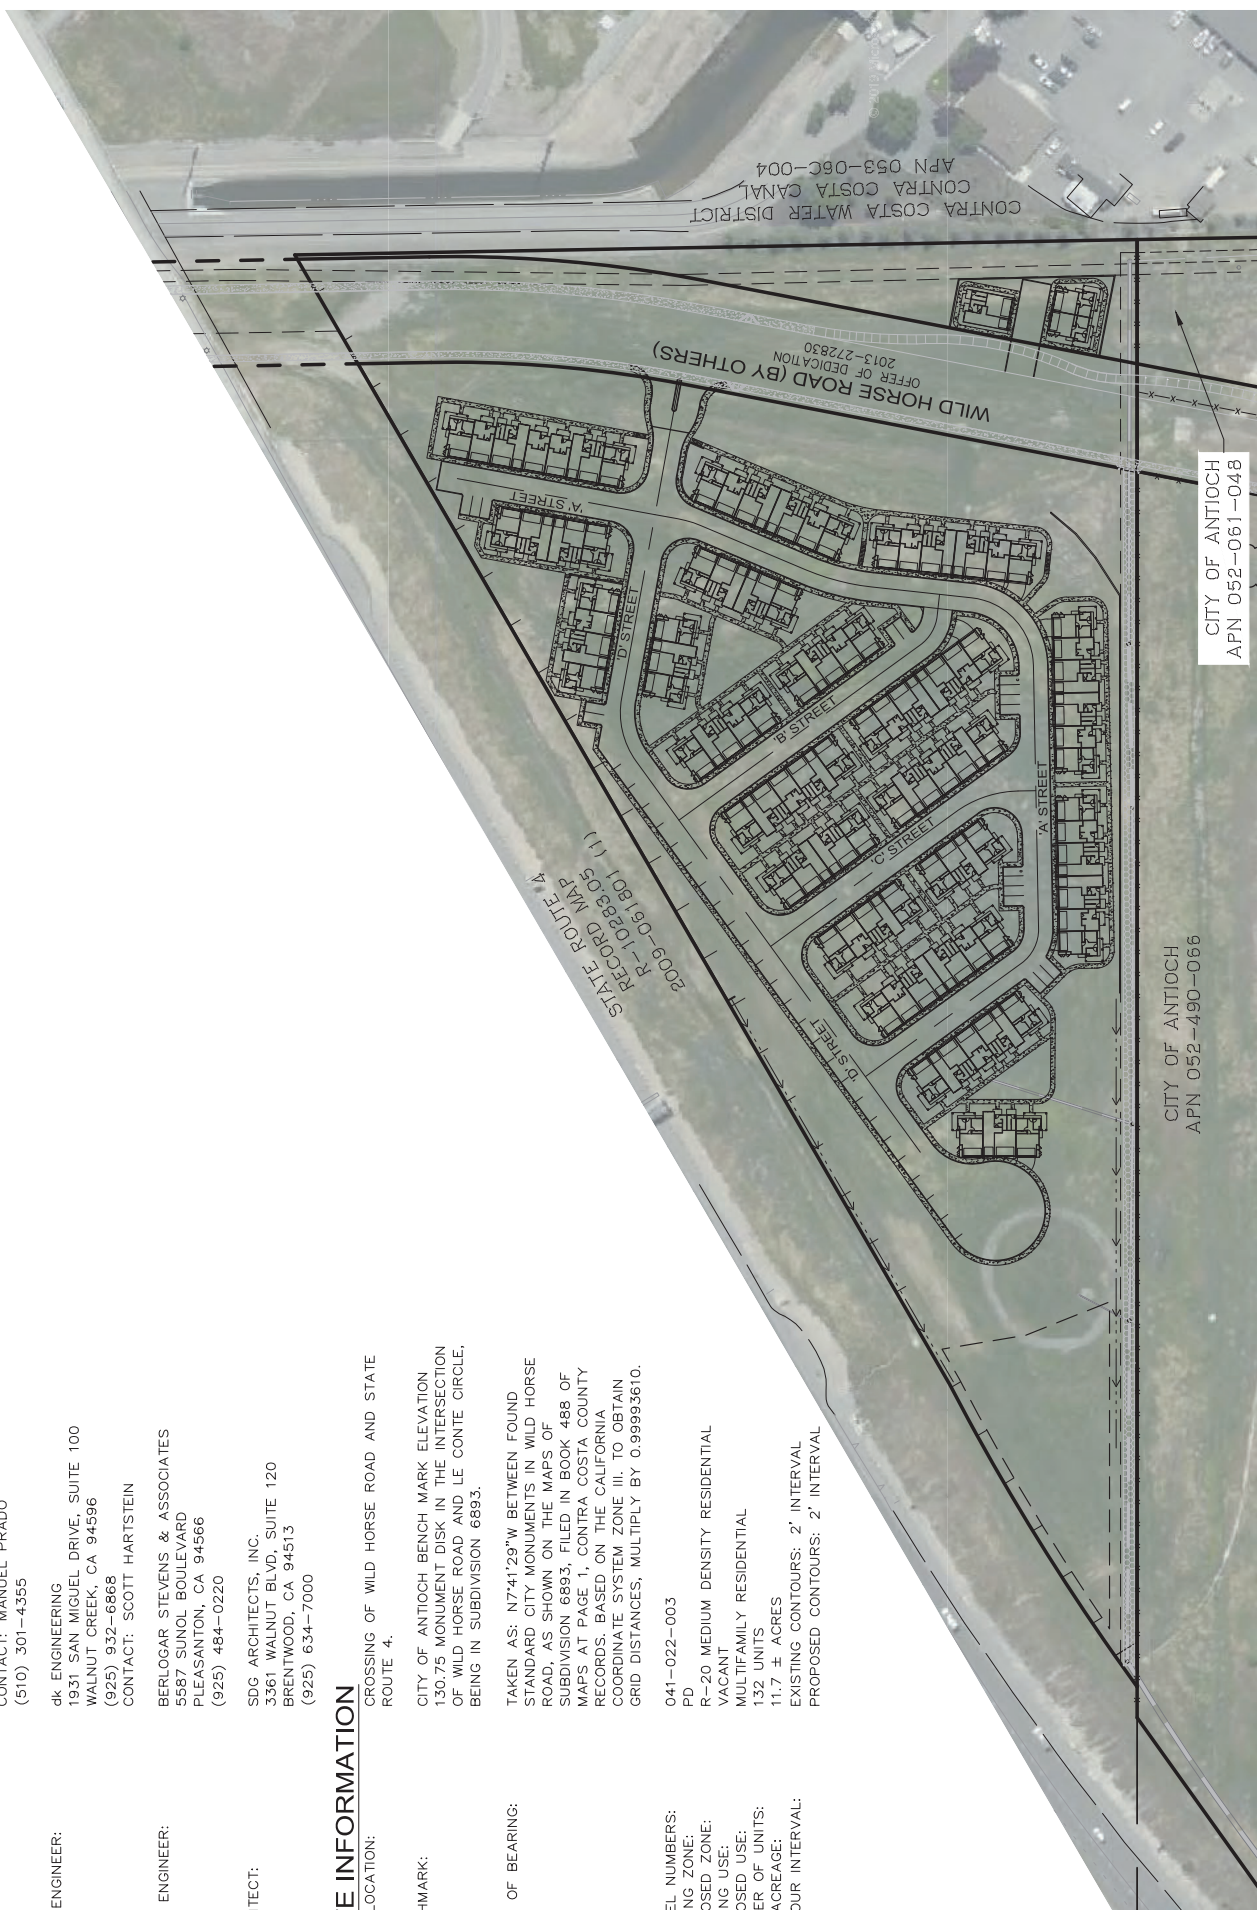 CONTACT: MANUEL PRADO
(510) 301-4355
ENGINEER:
dk ENGINEERING
1931 SAN MIGUEL DRIVE, SUITE 100
WALNUT CREEK, CA 94596
(925) 932-6868
CONTACT: SCOTT HARTSTEIN
ENGINEER:
BERLOGAR STEVENS & ASSOCIATES
5587 SUNOL BOULEVARD
PLEASANTON, CA 94566
(925) 484-0220
TECT:
SDG ARCHITECTS, INC.
3361 WALNUT BLVD, SUITE 120
BRENTWOOD, CA 94513
(925) 634-7000
E INFORMATION
LOCATION:
CROSSING OF WILD HORSE ROAD AND STATE
ROUTE 4.
HMARK:
CITY OF ANTIOCH BENCH MARK ELEVATION
130.75 MONUMENT DISK IN THE INTERSECTION
OF WILD HORSE ROAD AND LE CONTE CIRCLE,
BEING IN SUBDIVISION 6893.
OF BEARING:
TAKEN AS: N7°41'29"W BETWEEN FOUND
STANDARD CITY MONUMENTS IN WILD HORSE
ROAD, AS SHOWN ON THE MAPS OF
SUBDIVISION 6893, FILED IN BOOK 488 OF
MAPS AT PAGE 1, CONTRA COSTA COUNTY
RECORDS. BASED ON THE CALIFORNIA
COORDINATE SYSTEM ZONE III. TO OBTAIN
GRID DISTANCES, MULTIPLY BY 0.99993610.
EL NUMBERS: 041-022-003
NG ZONE: PD
OSED ZONE: R-20 MEDIUM DENSITY RESIDENTIAL
NG USE: VACANT
OSED USE: MULTIFAMILY RESIDENTIAL
ER OF UNITS: 132 UNITS
ACREAGE: 11.7 ± ACRES
OUR INTERVAL: EXISTING CONTOURS: 2' INTERVAL
PROPOSED CONTOURS: 2' INTERVAL
STATE ROUTE 4
RECORD MAP
R-10283.05
2009-061801 (1)
CONTRA COSTA WATER DISTRICT
CONTRA COSTA CANAL
APN 053-06C-004
WILD HORSE ROAD (BY OTHERS)
OFFER OF DEDICATION
2013-272830
'A' STREET
'D' STREET
'B' STREET
'C' STREET
'A' STREET
'D' STREET
CITY OF ANTIOCH
APN 052-061-048
CITY OF ANTIOCH
APN 052-490-066